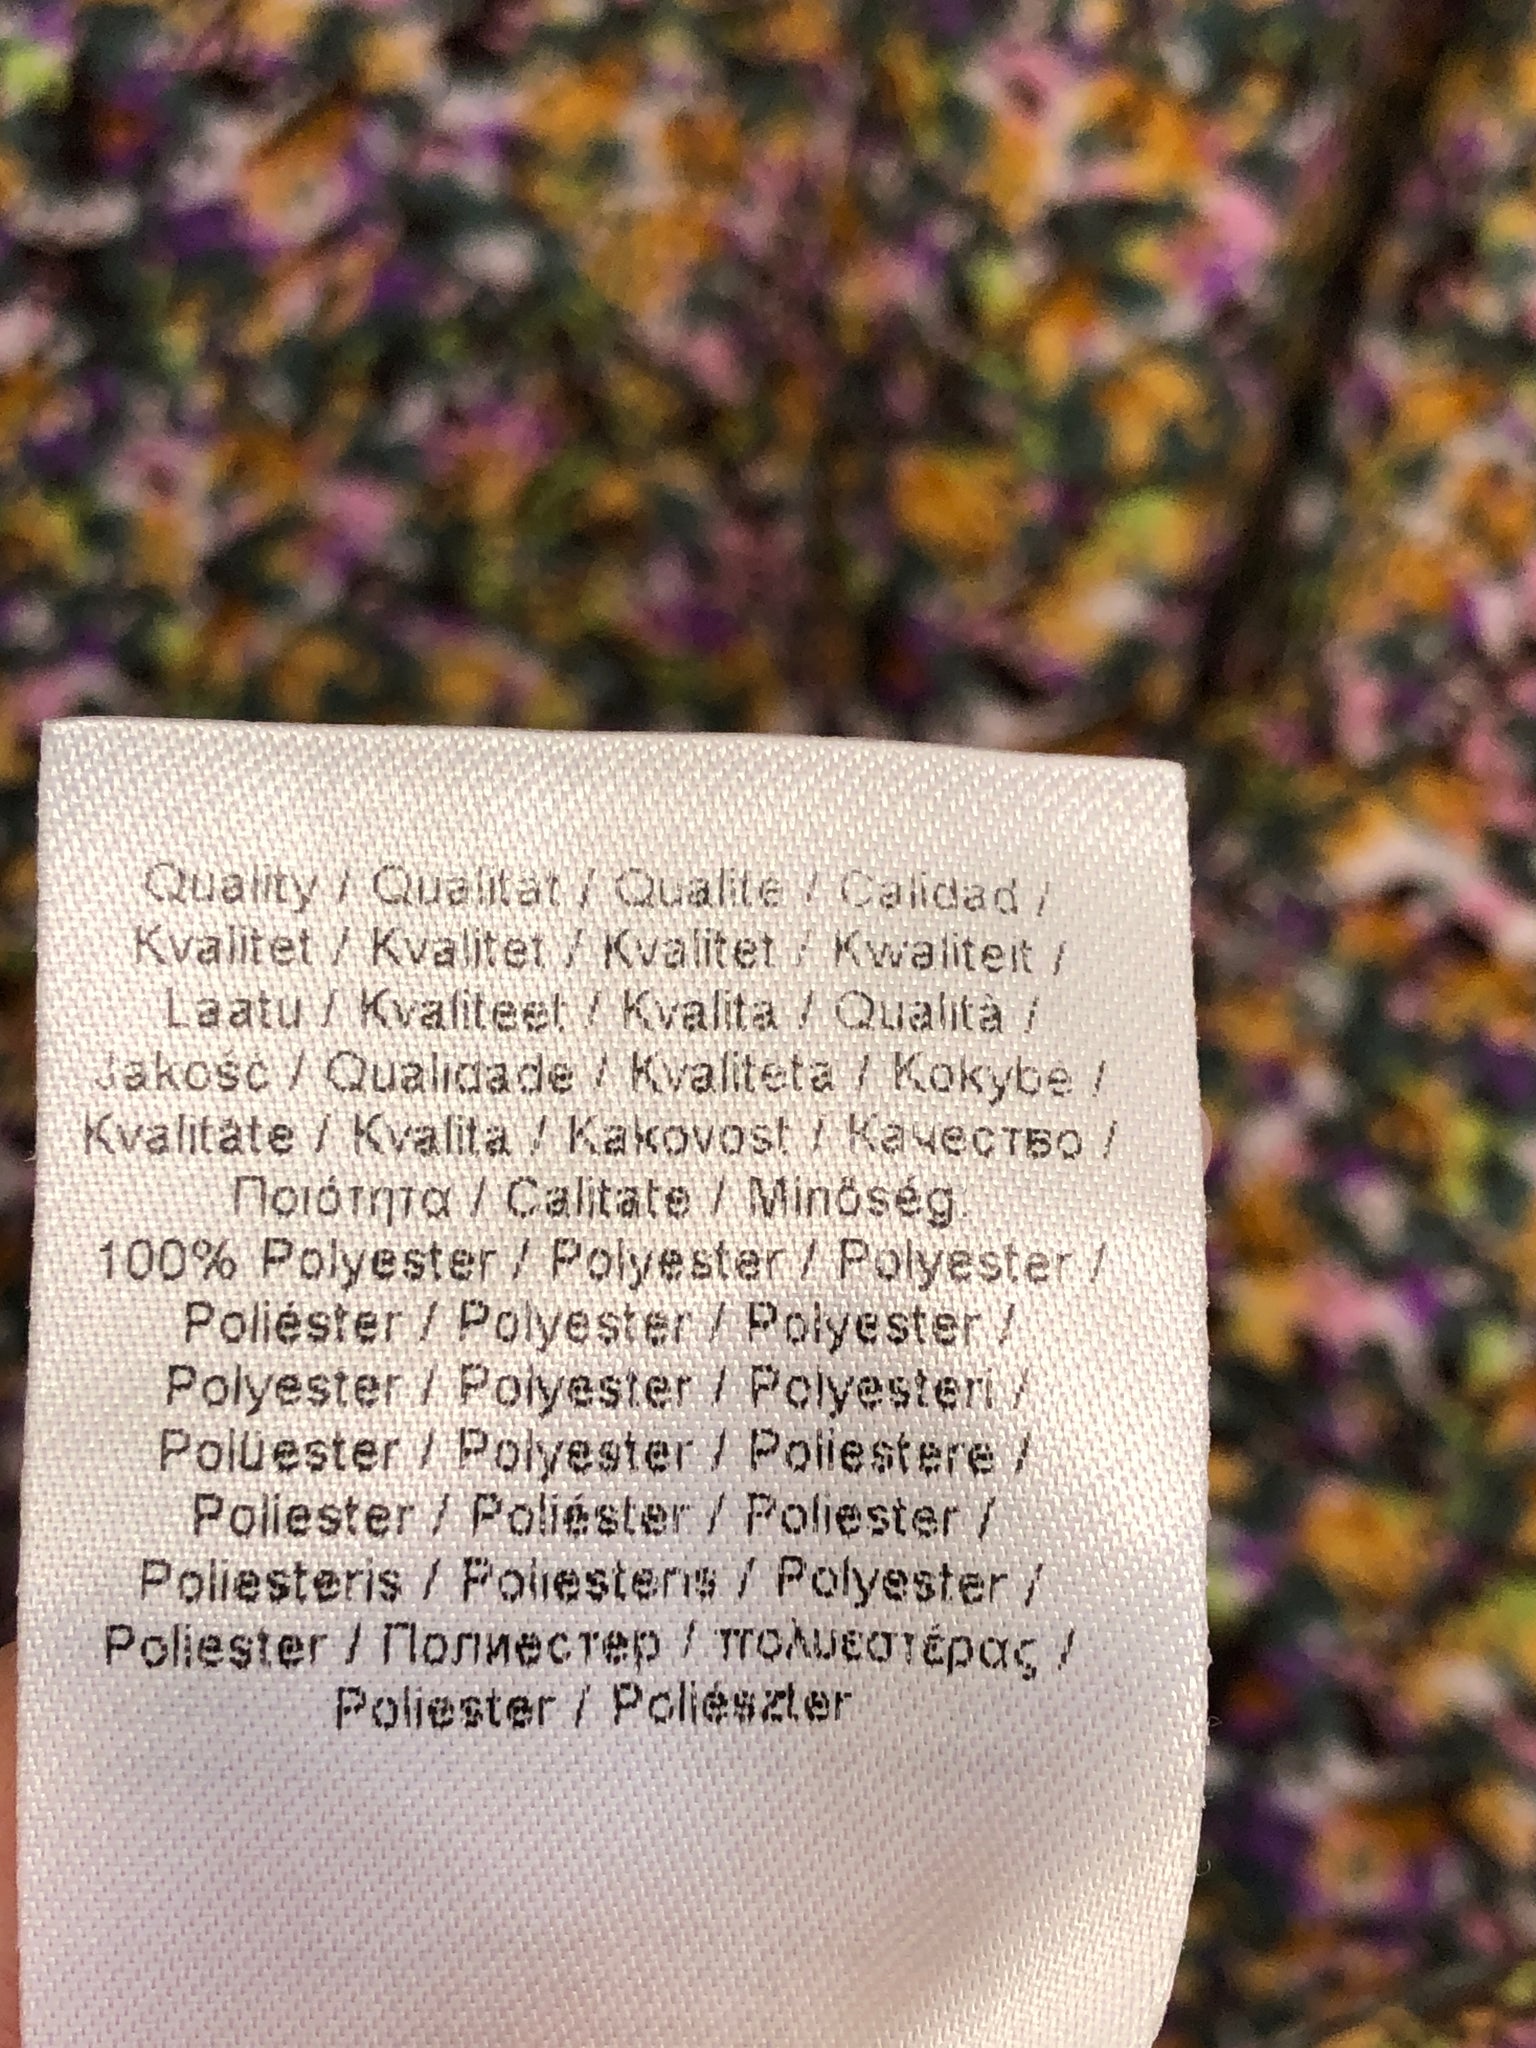 Quality / Qualität / Qualité / Calidad /
Kvalitet / Kvalitet / Kvalitet / Kwaliteit /
Laatu / Kvaliteet / Kvalita / Qualità /
Jakość / Qualidade / Kvaliteta / Kokybė /
Kvalitāte / Kvalita / Kakovost / Качество /
Ποιότητα / Calitate / Minöség.
100% Polyester / Polyester / Polyester /
Poliéster / Polyester / Polyester /
Polyester / Polyester / Polyesteri /
Polüester / Polyester / Poliestere /
Poliester / Poliéster / Poliester /
Poliesteris / Poliesteris / Polyester /
Poliester / Полиестер / πολυεστέρας /
Poliester / Poliészter